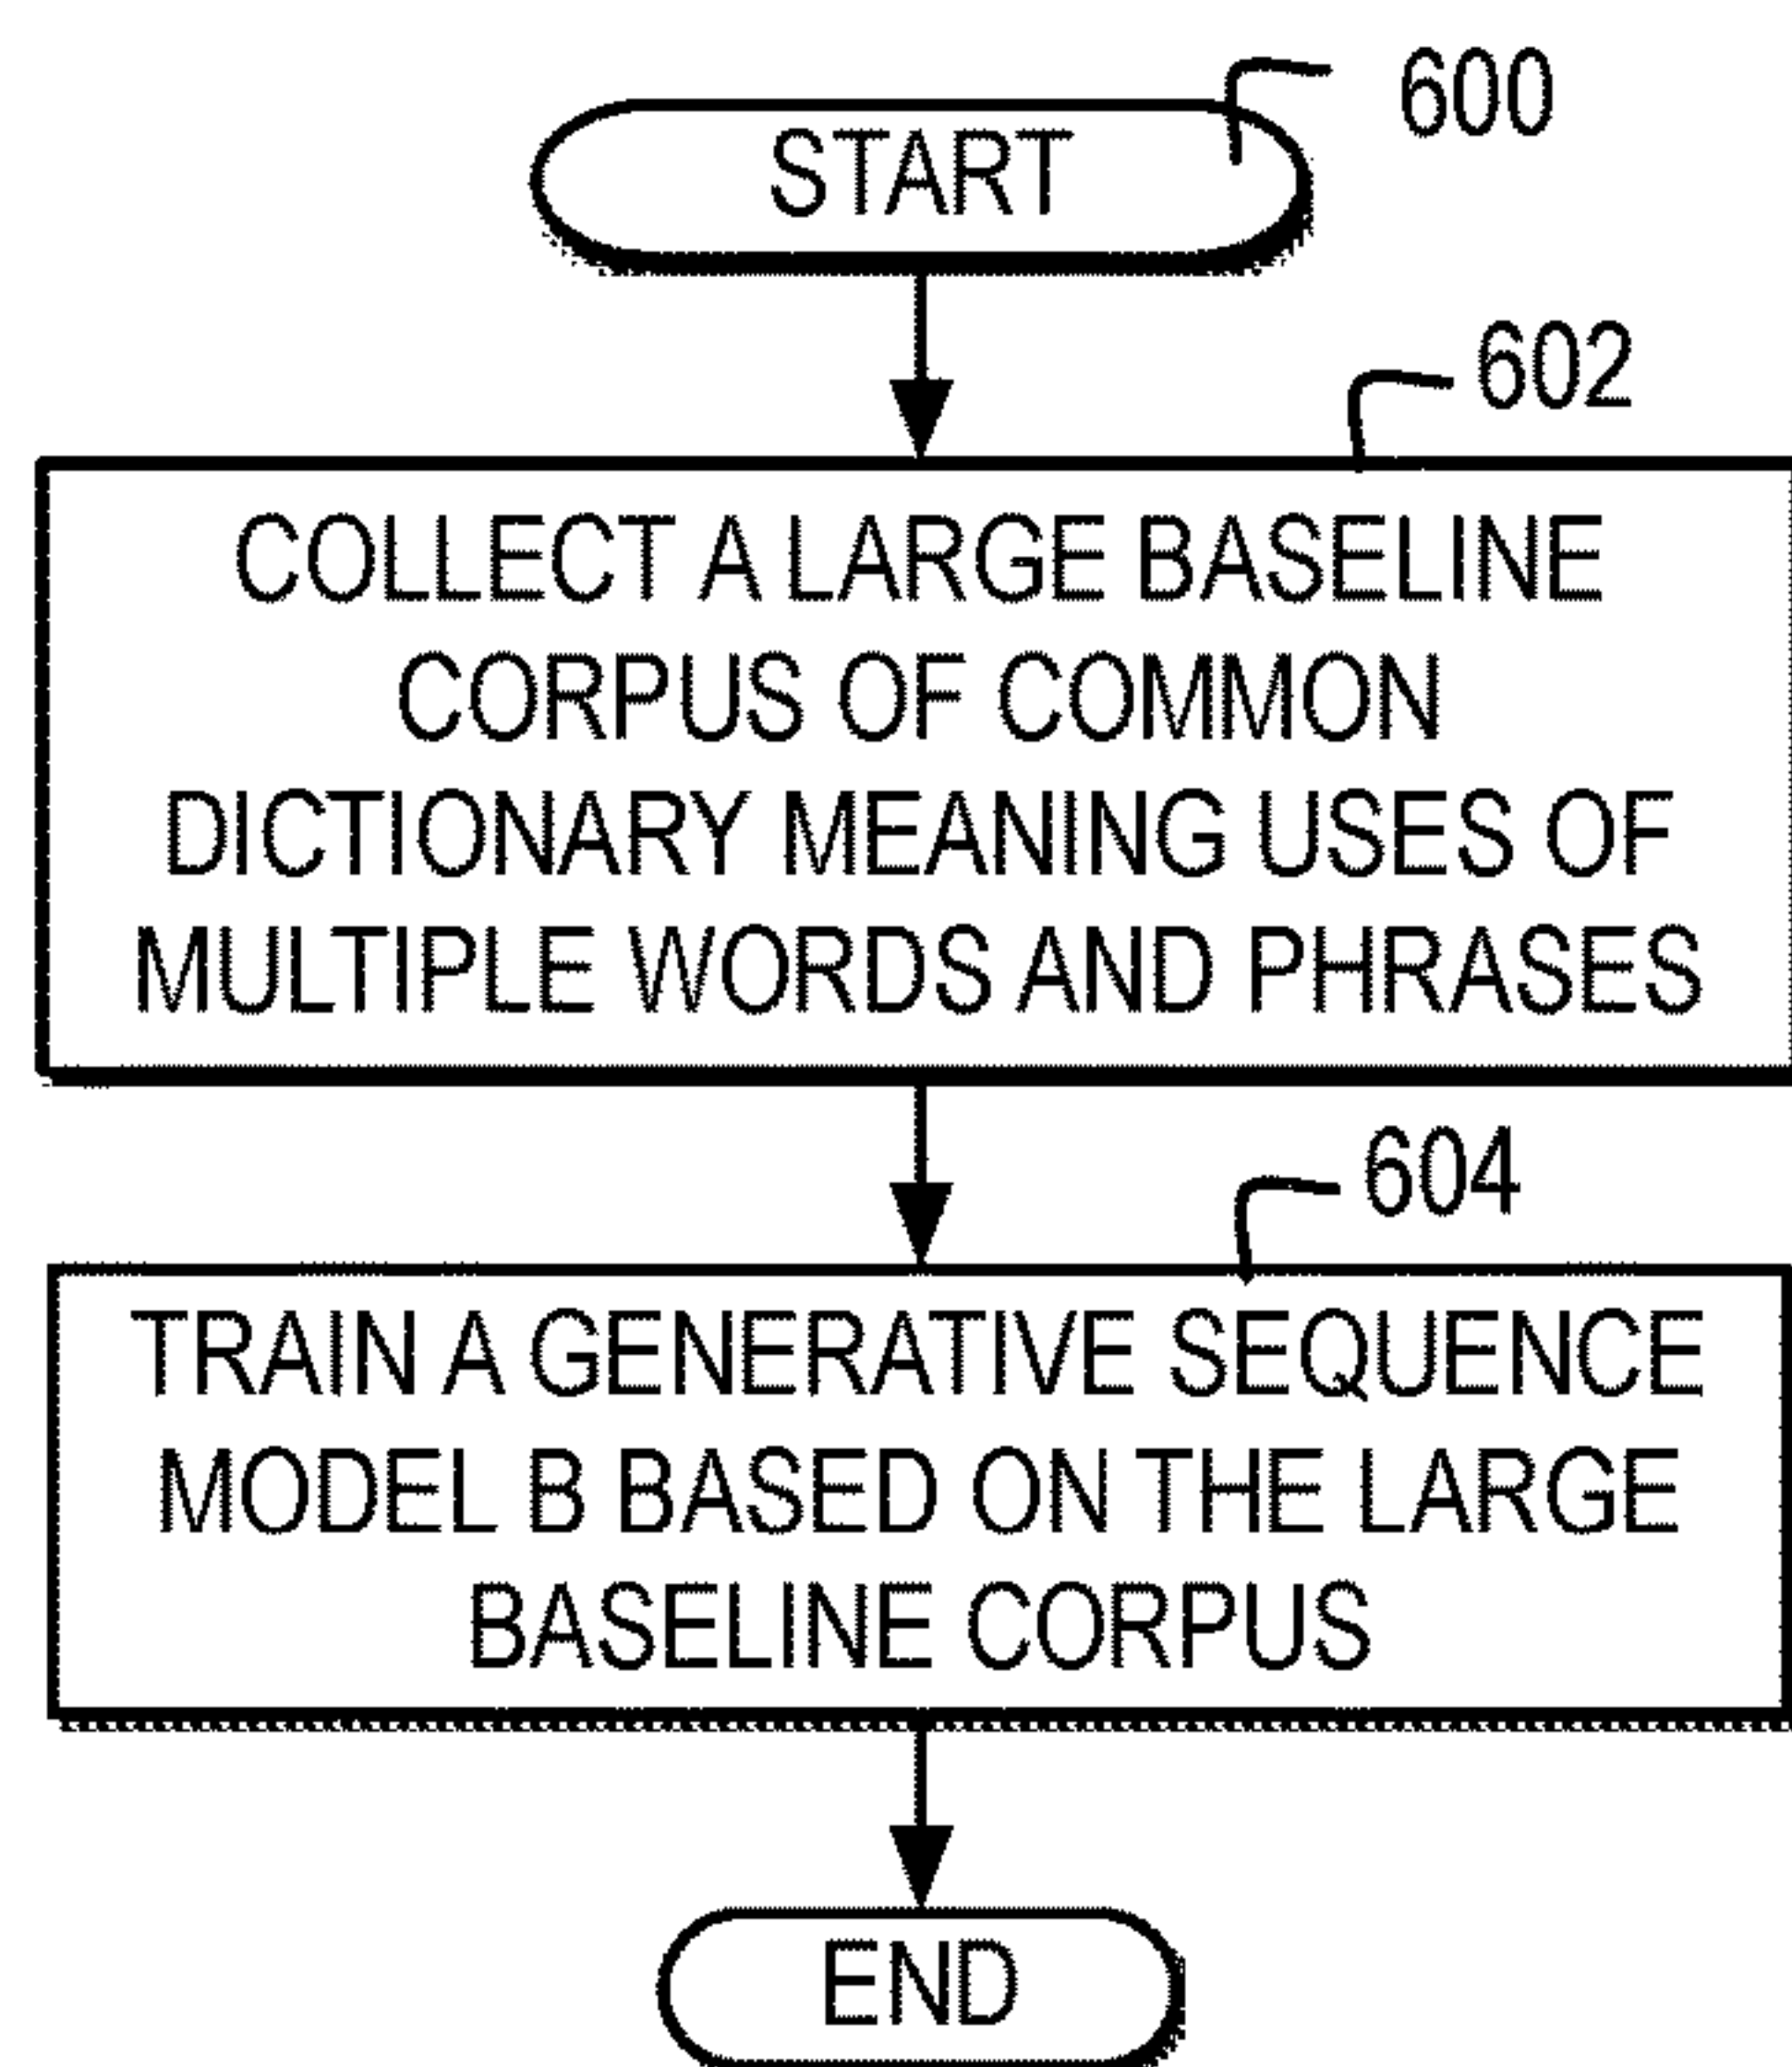 600
START
602
COLLECT A LARGE BASELINE
CORPUS OF COMMON
DICTIONARY MEANING USES OF
MULTIPLE WORDS AND PHRASES
604
TRAIN A GENERATIVE SEQUENCE
MODEL B BASED ON THE LARGE
BASELINE CORPUS
END